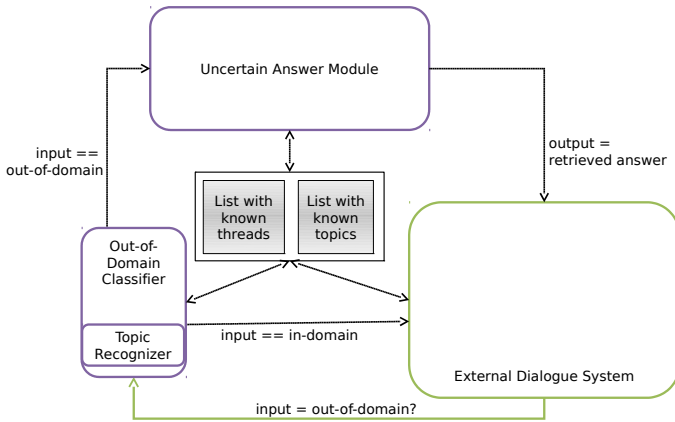 Uncertain Answer Module
input ==
out-of-domain
output =
retrieved answer
List with
known
threads
List with
known
topics
Out-of-
Domain
Classifier
Topic
Recognizer
input == in-domain
External Dialogue System
input = out-of-domain?